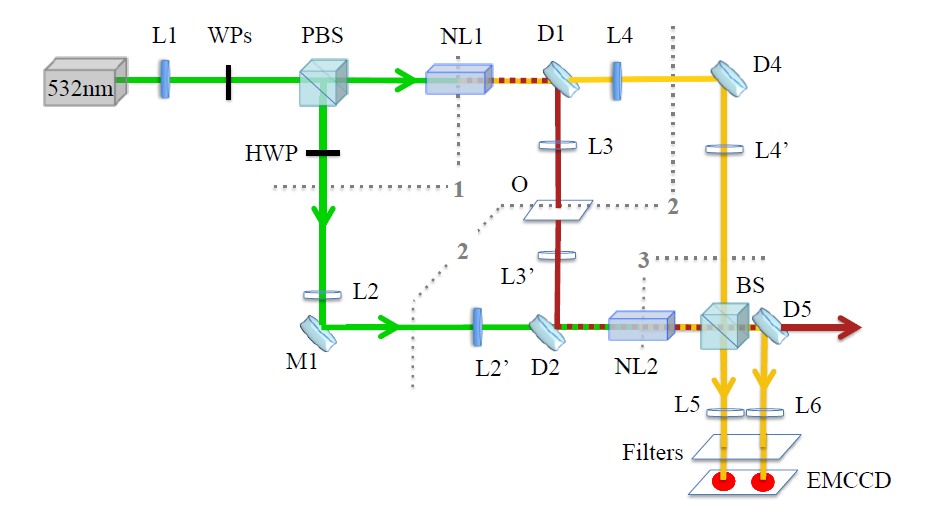 L1 WPs PBS NL1 D1 L4
532nm
D4
HWP
1
L3
L4'
O
2
2
L3'
3
L2
BS
D5
M1
L2'
D2
NL2
L5
L6
Filters
EMCCD